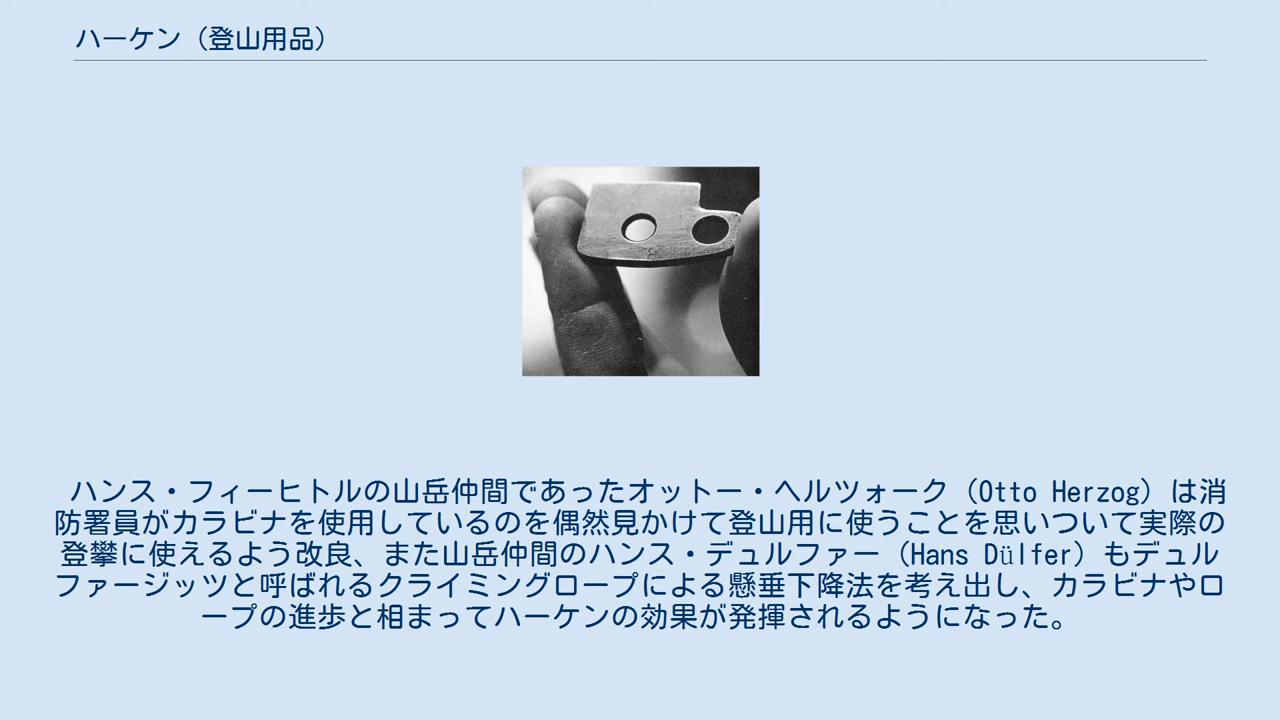 ハーケン（登山用品）
ハンス・フィーヒトルの山岳仲間であったオットー・ヘルツォーク（Otto Herzog）は消
防署員がカラビナを使用しているのを偶然見かけて登山用に使うことを思いついて実際の
登攀に使えるよう改良、また山岳仲間のハンス・デュルファー（Hans Dülfer）もデュル
ファージッツと呼ばれるクライミングロープによる懸垂下降法を考え出し、カラビナやロ
ープの進歩と相まってハーケンの効果が発揮されるようになった。